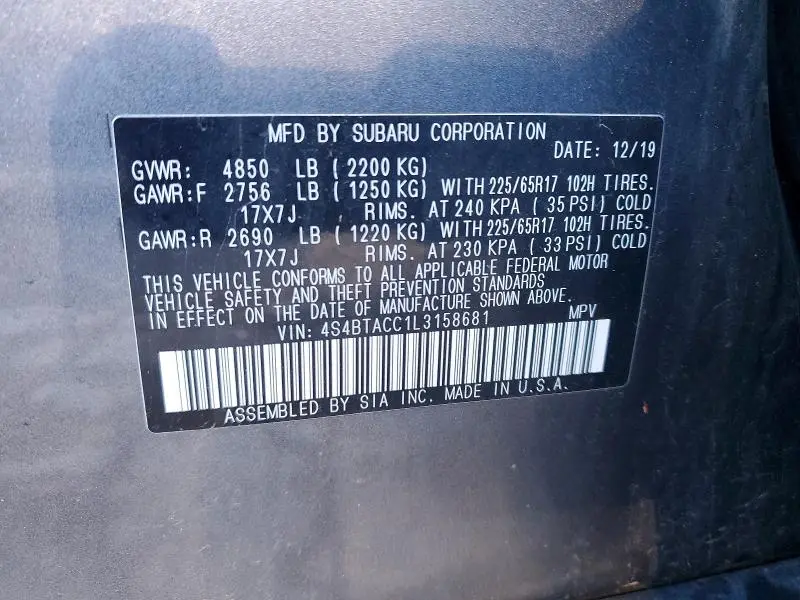 MFD BY SUBARU CORPORATION
DATE: 12/19
GVWR: 4850 LB ( 2200 KG)
GAWR:F 2756 LB ( 1250 KG) WITH 225/65R17 102H TIRES.
17X7J RIMS. AT 240 KPA ( 35 PSI) COLD
GAWR:R 2690 LB ( 1220 KG) WITH 225/65R17 102H TIRES.
17X7J RIMS. AT 230 KPA ( 33 PSI) COLD
THIS VEHICLE CONFORMS TO ALL APPLICABLE FEDERAL MOTOR
VEHICLE SAFETY AND THEFT PREVENTION STANDARDS
IN EFFECT ON THE DATE OF MANUFACTURE SHOWN ABOVE.
VIN: 4S4BTACC1L3158681 MPV
ASSEMBLED BY SIA INC. MADE IN U.S.A.